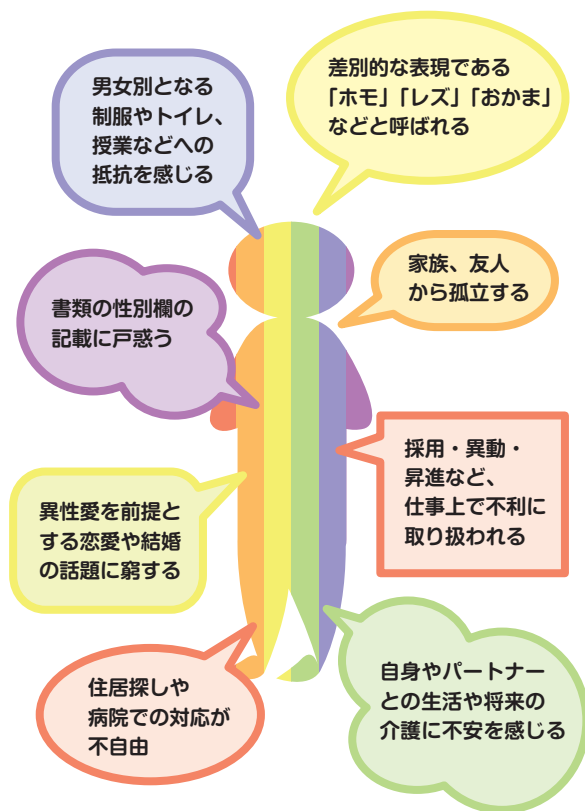 男女別となる
制服やトイレ、
授業などへの
抵抗を感じる
差別的な表現である
「ホモ」「レズ」「おかま」
などと呼ばれる
書類の性別欄の
記載に戸惑う
家族、友人
から孤立する
異性愛を前提と
する恋愛や結婚
の話題に窮する
採用・異動・
昇進など、
仕事上で不利に
取り扱われる
住居探しや
病院での対応が
不自由
自身やパートナー
との生活や将来の
介護に不安を感じる